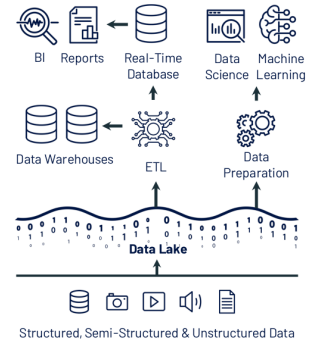 BI Reports Real-Time Database Data Science Machine Learning
Data Warehouses
ETL
Data Preparation
Data Lake
Structured, Semi-Structured & Unstructured Data